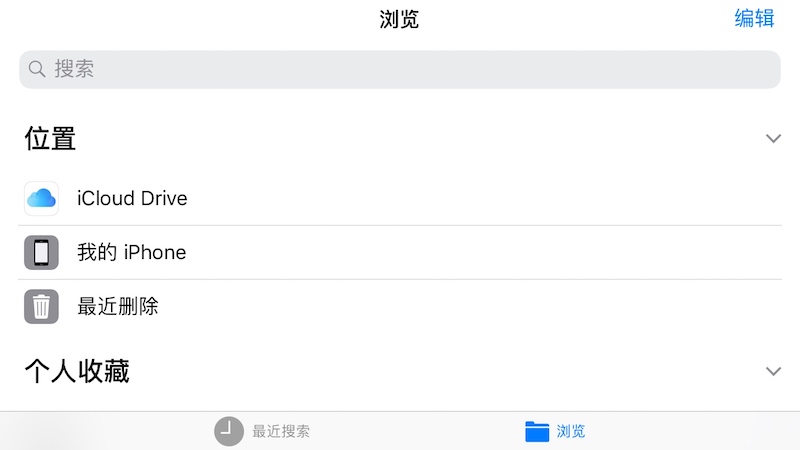 浏览
编辑
搜索
位置
iCloud Drive
我的 iPhone
最近删除
个人收藏
最近搜索
浏览